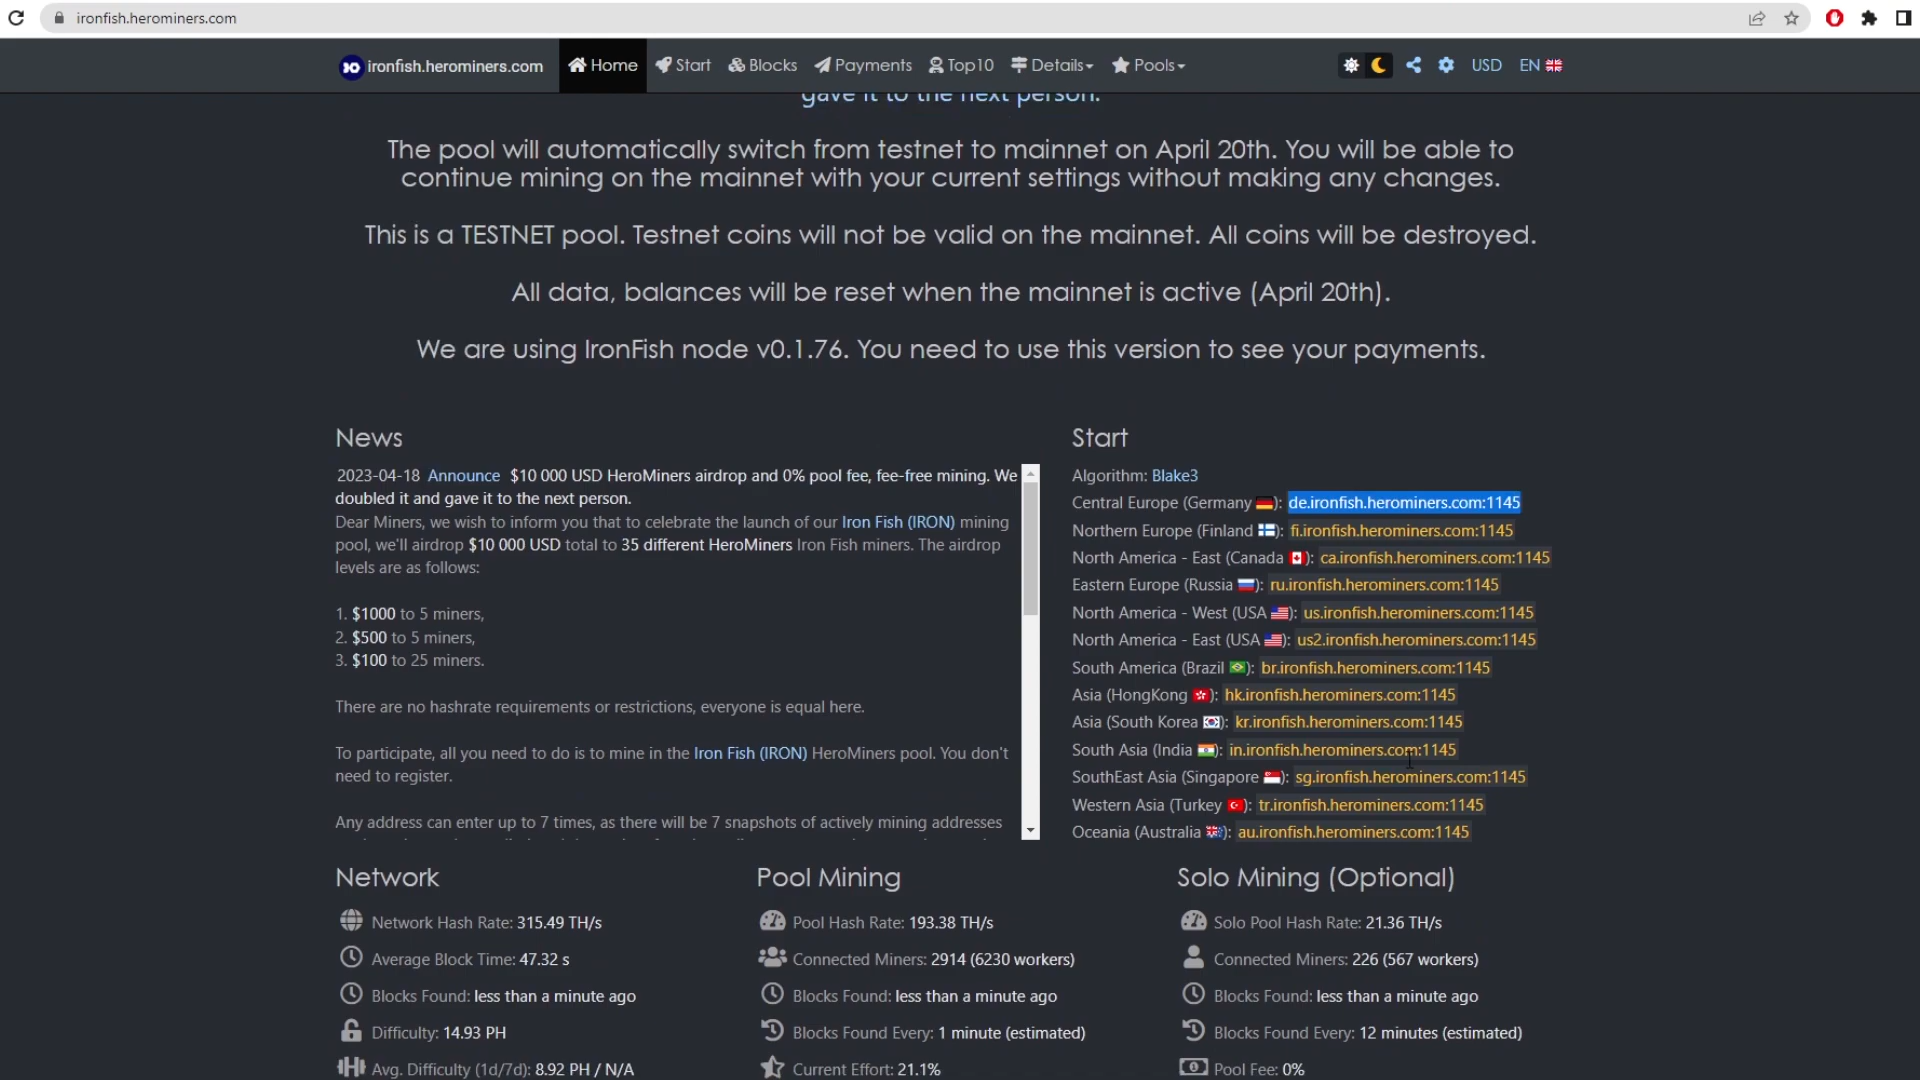 ironfish.herominers.com
ironfish.herominers.com Home Start Blocks Payments Top10 Details Pools USD EN
gave it to the next person.
The pool will automatically switch from testnet to mainnet on April 20th. You will be able to
continue mining on the mainnet with your current settings without making any changes.
This is a TESTNET pool. Testnet coins will not be valid on the mainnet. All coins will be destroyed.
All data, balances will be reset when the mainnet is active (April 20th).
We are using IronFish node v0.1.76. You need to use this version to see your payments.
News
2023-04-18 Announce $10 000 USD HeroMiners airdrop and 0% pool fee, fee-free mining. We
doubled it and gave it to the next person.
Dear Miners, we wish to inform you that to celebrate the launch of our Iron Fish (IRON) mining
pool, we'll airdrop $10 000 USD total to 35 different HeroMiners Iron Fish miners. The airdrop
levels are as follows:
1. $1000 to 5 miners,
2. $500 to 5 miners,
3. $100 to 25 miners.
There are no hashrate requirements or restrictions, everyone is equal here.
To participate, all you need to do is to mine in the Iron Fish (IRON) HeroMiners pool. You don't
need to register.
Any address can enter up to 7 times, as there will be 7 snapshots of actively mining addresses
Start
Algorithm: Blake3
Central Europe (Germany): de.ironfish.herominers.com:1145
Northern Europe (Finland): fi.ironfish.herominers.com:1145
North America - East (Canada): ca.ironfish.herominers.com:1145
Eastern Europe (Russia): ru.ironfish.herominers.com:1145
North America - West (USA): us.ironfish.herominers.com:1145
North America - East (USA): us2.ironfish.herominers.com:1145
South America (Brazil): br.ironfish.herominers.com:1145
Asia (HongKong): hk.ironfish.herominers.com:1145
Asia (South Korea): kr.ironfish.herominers.com:1145
South Asia (India): in.ironfish.herominers.com:1145
SouthEast Asia (Singapore): sg.ironfish.herominers.com:1145
Western Asia (Turkey): tr.ironfish.herominers.com:1145
Oceania (Australia): au.ironfish.herominers.com:1145
Network
Network Hash Rate: 315.49 TH/s
Average Block Time: 47.32 s
Blocks Found: less than a minute ago
Difficulty: 14.93 PH
Avg. Difficulty (1d/7d): 8.92 PH / N/A
Pool Mining
Pool Hash Rate: 193.38 TH/s
Connected Miners: 2914 (6230 workers)
Blocks Found: less than a minute ago
Blocks Found Every: 1 minute (estimated)
Current Effort: 21.1%
Solo Mining (Optional)
Solo Pool Hash Rate: 21.36 TH/s
Connected Miners: 226 (567 workers)
Blocks Found: less than a minute ago
Blocks Found Every: 12 minutes (estimated)
Pool Fee: 0%